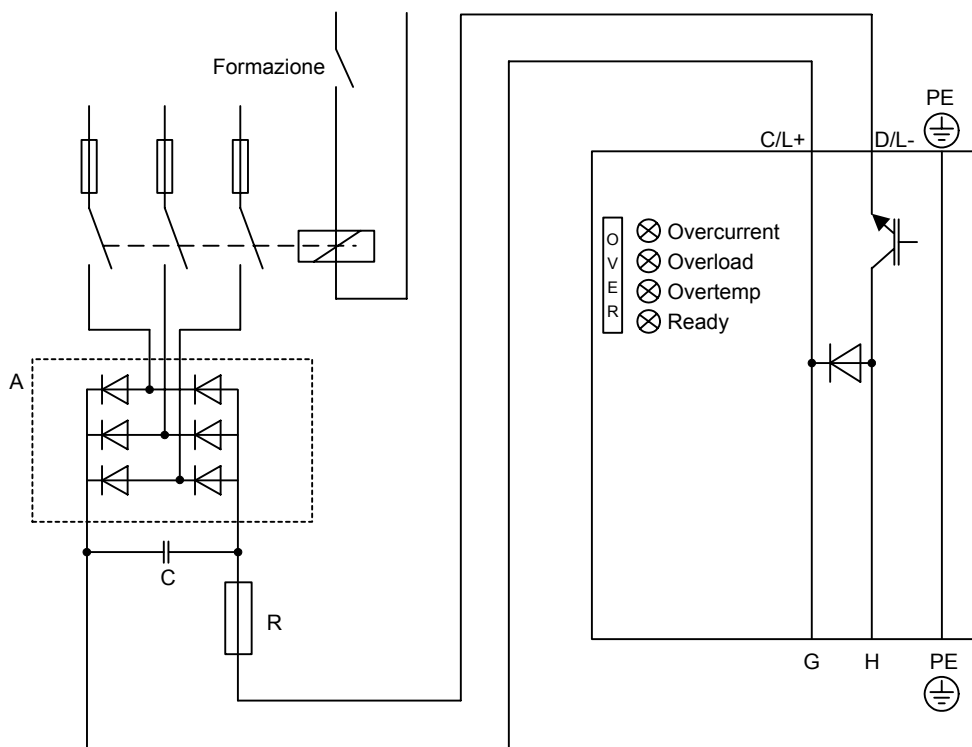 Formazione
PE
C/L+
D/L-
O
V
E
R
Overcurrent
Overload
Overtemp
Ready
A
C
R
G
H
PE